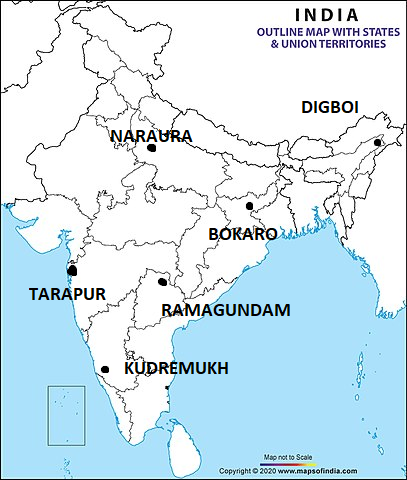 INDIA
OUTLINE MAP WITH STATES
& UNION TERRITORIES
DIGBOI
NARAURA
BOKARO
TARAPUR
RAMAGUNDAM
KUDREMUKH
Map not to Scale
Copyright © 2020 www.mapsofindia.com